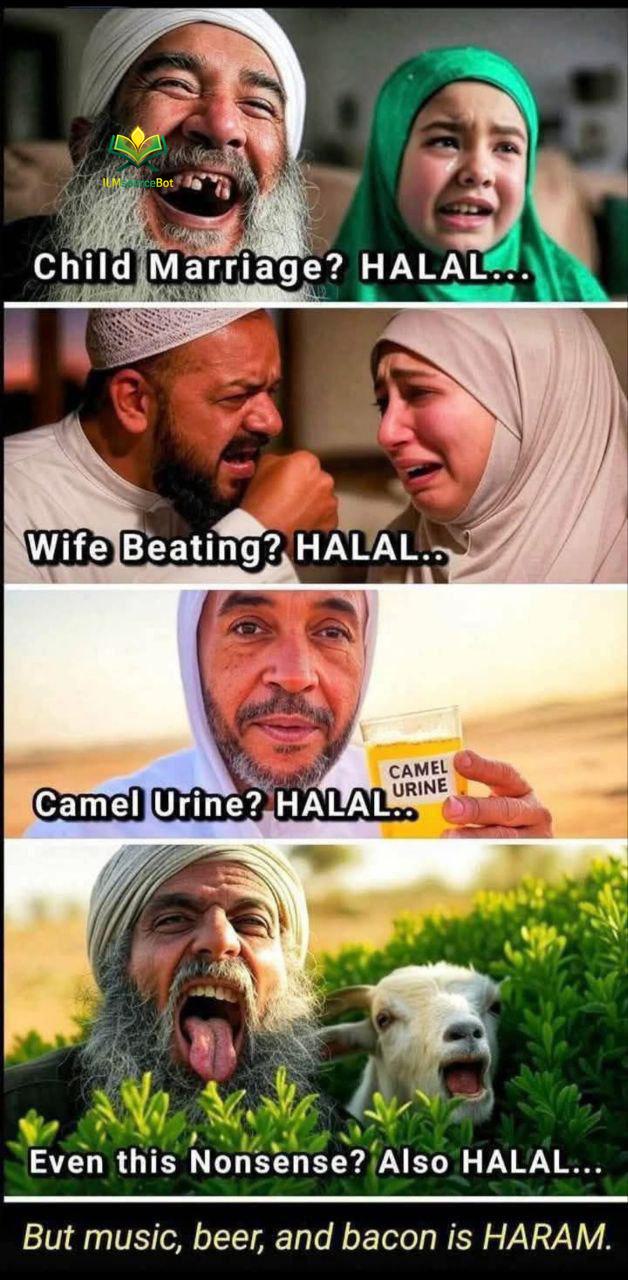 ILMsourceBot
Child Marriage? HALAL...
Wife Beating? HALAL..
CAMEL
URINE
Camel Urine? HALAL..
Even this Nonsense? Also HALAL...
But music, beer, and bacon is HARAM.